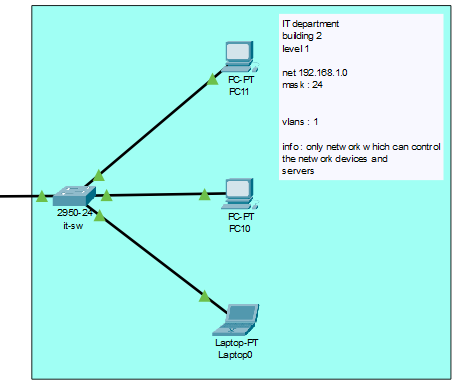 IT department
building 2
level 1
net 192.168.1.0
mask : 24
vlans : 1
info : only network which can control
the network devices and
servers
PC-PT
PC11
2950-24
it-sw
PC-PT
PC10
Laptop-PT
Laptop0